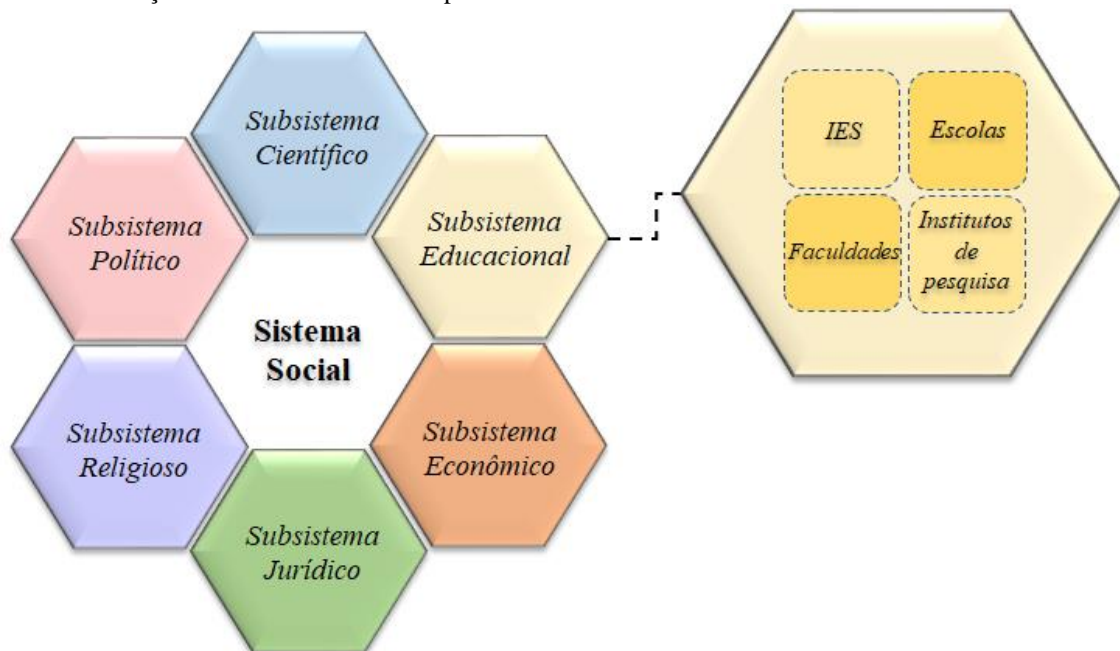 Subsistema
Científico
Subsistema
Político
Subsistema
Educacional
Sistema
Social
Subsistema
Religioso
Subsistema
Econômico
Subsistema
Jurídico
IES
Escolas
Faculdades
Institutos
de
pesquisa